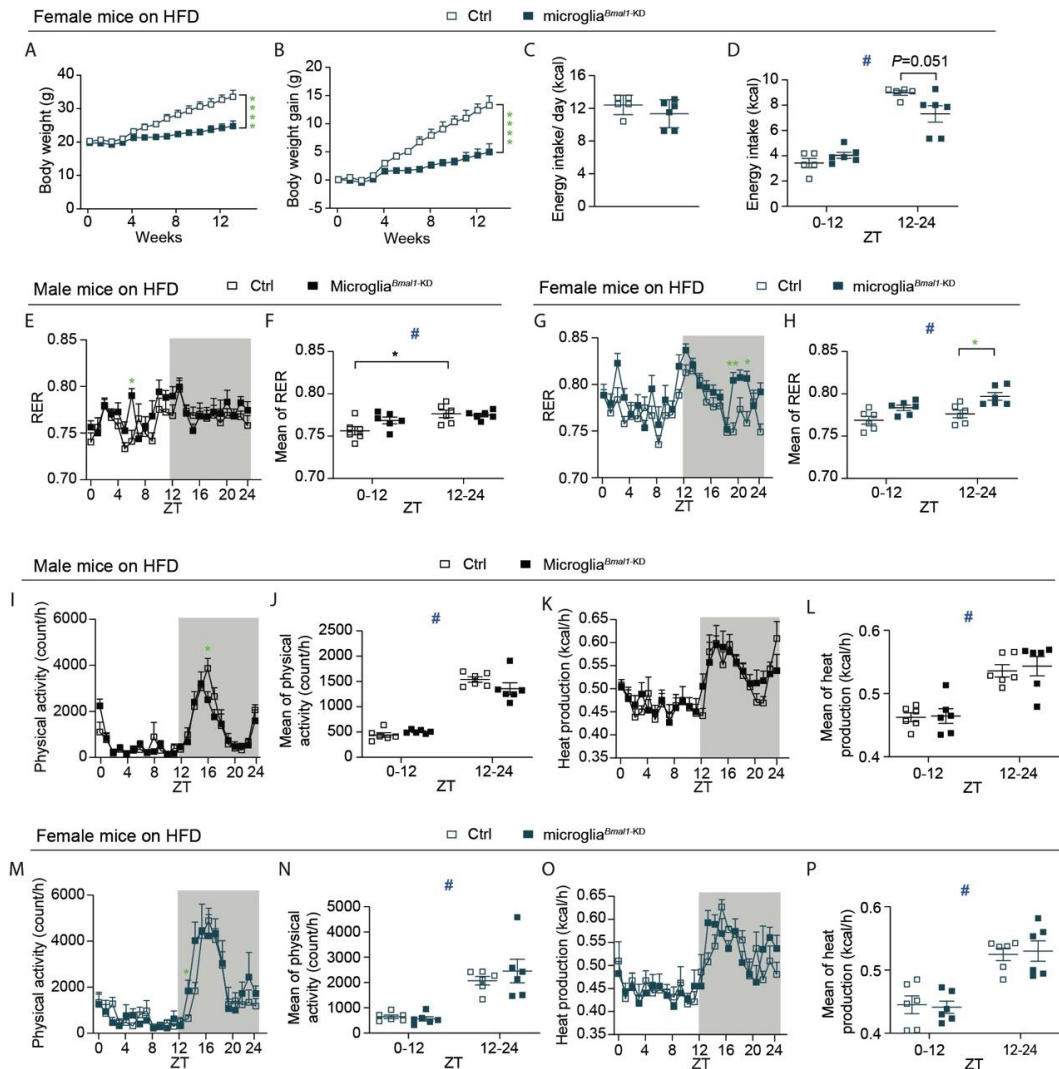 Female mice on HFD Ctrl microglia^Bmal1-KD
A B C D
Body weight (g)
40
30
20
10
0
0 4 8 12
Weeks
****
Body weight gain (g)
20
15
10
5
0
-5
0 4 8 12
Weeks
****
Energy intake/ day (kcal)
16
12
8
4
0
# P=0.051
Energy intake (kcal)
10
8
6
4
2
0
0-12 12-24
ZT
Male mice on HFD Ctrl Microglia^Bmal1-KD
Female mice on HFD Ctrl microglia^Bmal1-KD
E F G H
RER
0.85
0.80
0.75
0.70
*
0 4 8 12 16 20 24
ZT
#
*
Mean of RER
0.85
0.80
0.75
0.70
0-12 12-24
ZT
RER
0.85
0.80
0.75
0.70
** *
0 4 8 12 16 20 24
ZT
#
*
Mean of RER
0.85
0.80
0.75
0.70
0-12 12-24
ZT
Male mice on HFD Ctrl Microglia^Bmal1-KD
I J K L
Physical activity (count/h)
6000
4000
2000
0
*
0 4 8 12 16 20 24
ZT
#
Mean of physical
activity (count/h)
2500
2000
1500
1000
500
0
0-12 12-24
ZT
Heat production (kcal/h)
0.65
0.60
0.55
0.50
0.45
0.40
0.35
0 4 8 12 16 20 24
ZT
#
Mean of heat
production (kcal/h)
0.6
0.5
0.4
0-12 12-24
ZT
Female mice on HFD Ctrl microglia^Bmal1-KD
M N O P
Physical activity (count/h)
6000
4000
2000
0
*
0 4 8 12 16 20 24
ZT
#
Mean of physical
activity (count/h)
5000
4000
3000
2000
1000
0
0-12 12-24
ZT
Heat production (kcal/h)
0.65
0.60
0.55
0.50
0.45
0.40
0.35
0 4 8 12 16 20 24
ZT
#
Mean of heat
production (kcal/h)
0.6
0.5
0.4
0-12 12-24
ZT